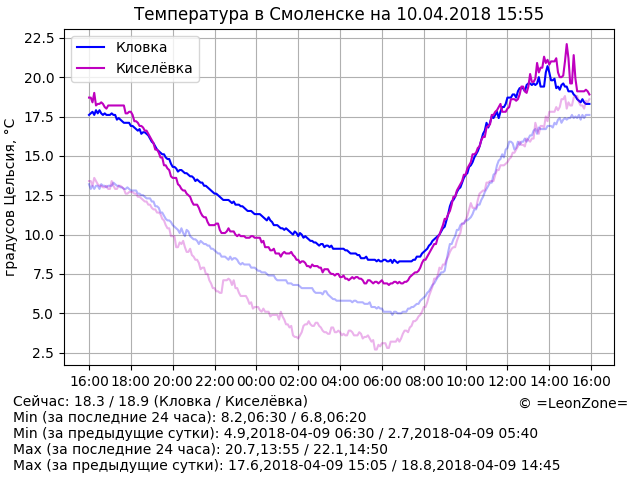 Температура в Смоленске на 10.04.2018 15:55
Кловка
Киселёвка
градусов Цельсия, °C
22.5
20.0
17.5
15.0
12.5
10.0
7.5
5.0
2.5
16:00 18:00 20:00 22:00 00:00 02:00 04:00 06:00 08:00 10:00 12:00 14:00 16:00
Сейчас: 18.3 / 18.9 (Кловка / Киселёвка)
© =LeonZone=
Min (за последние 24 часа): 8.2,06:30 / 6.8,06:20
Min (за предыдущие сутки): 4.9,2018-04-09 06:30 / 2.7,2018-04-09 05:40
Max (за последние 24 часа): 20.7,13:55 / 22.1,14:50
Max (за предыдущие сутки): 17.6,2018-04-09 15:05 / 18.8,2018-04-09 14:45